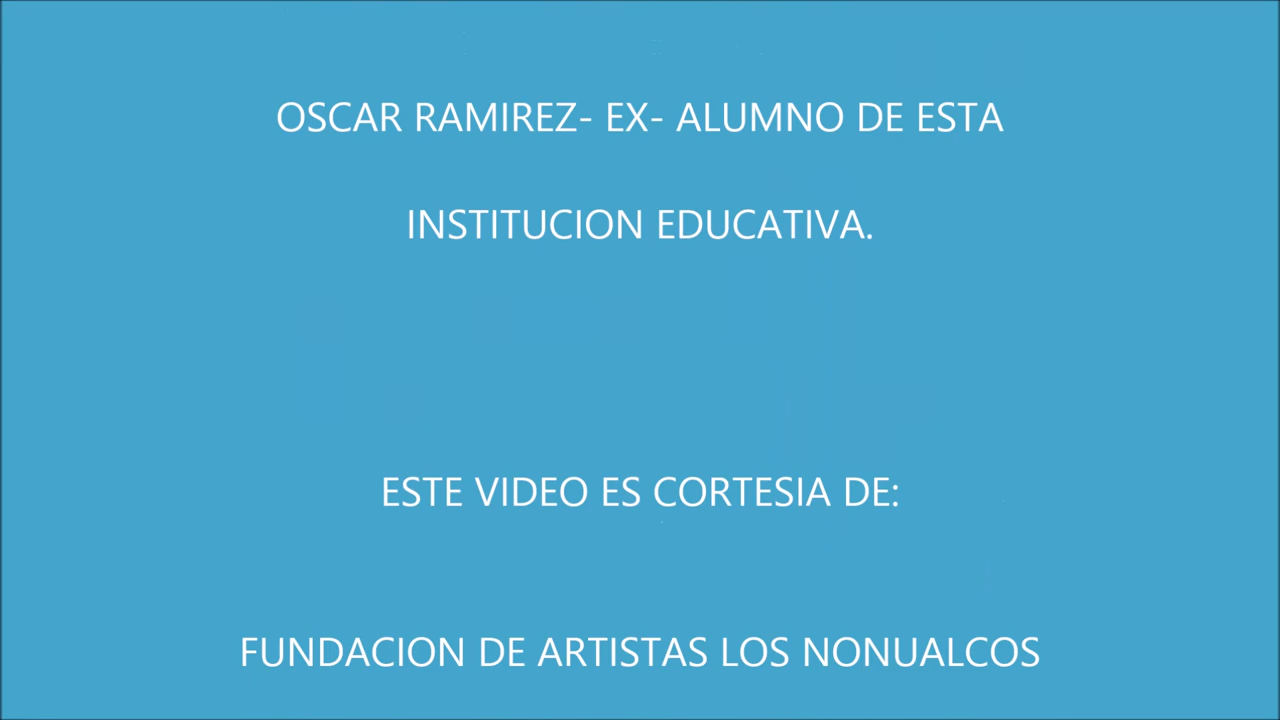 OSCAR RAMIREZ- EX- ALUMNO DE ESTA
INSTITUCION EDUCATIVA.
ESTE VIDEO ES CORTESIA DE:
FUNDACION DE ARTISTAS LOS NONUALCOS